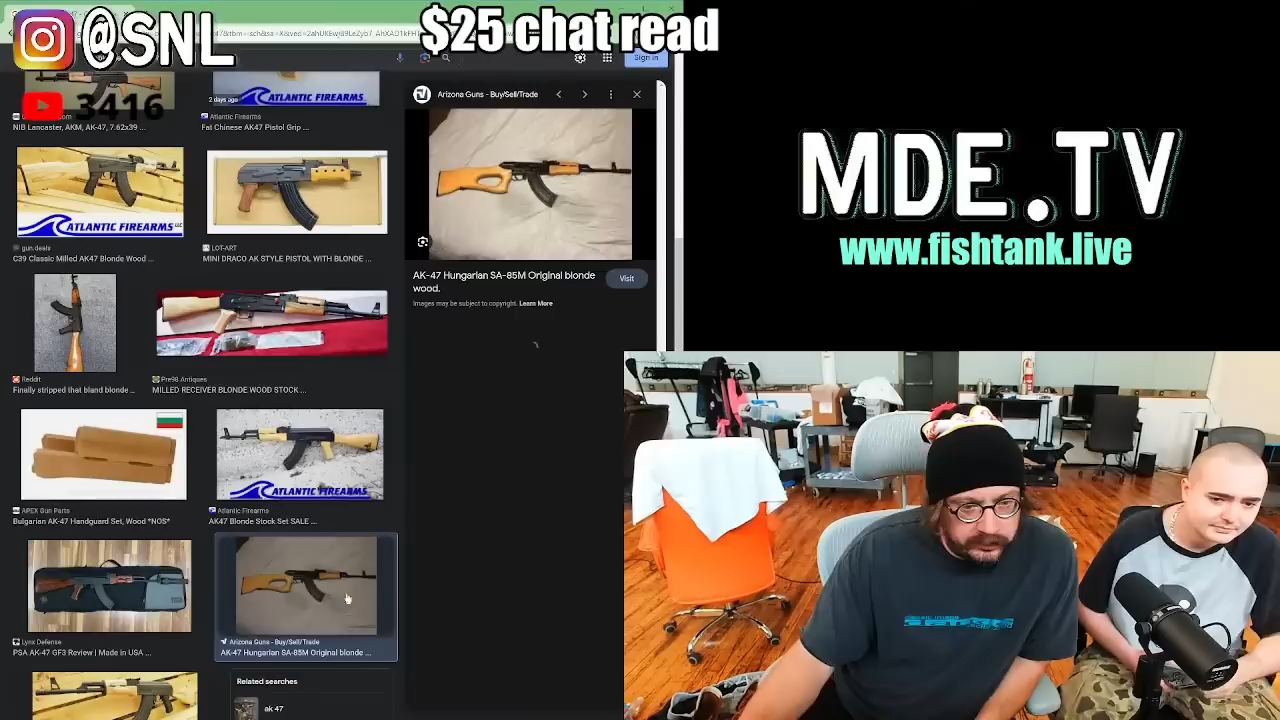 @SNL
$25 chat read
3416
Sign in
2 days ago
ATLANTIC FIREARMS
NIB Lancaster, AKM, AK-47, 7.62x39 ...
Atlantic Firearms
Fat Chinese AK47 Pistol Grip ...
Arizona Guns - Buy/Sell/Trade
ATLANTIC FIREARMS
gun.deals
C39 Classic Milled AK47 Blonde Wood ...
LOT-ART
MINI DRACO AK STYLE PISTOL WITH BLONDE ...
AK-47 Hungarian SA-85M Original blonde
wood.
Visit
Images may be subject to copyright. Learn More
Reddit
Finally stripped that bland blonde ...
Pre98 Antiques
MILLED RECEIVER BLONDE WOOD STOCK ...
APEX Gun Parts
Bulgarian AK-47 Handguard Set, Wood *NOS*
ATLANTIC FIREARMS
Atlantic Firearms
AK47 Blonde Stock Set SALE ...
Lynx Defense
PSA AK-47 GF3 Review | Made in USA ...
Arizona Guns - Buy/Sell/Trade
AK-47 Hungarian SA-85M Original blonde ...
Related searches
ak 47
MDE.TV
www.fishtank.live